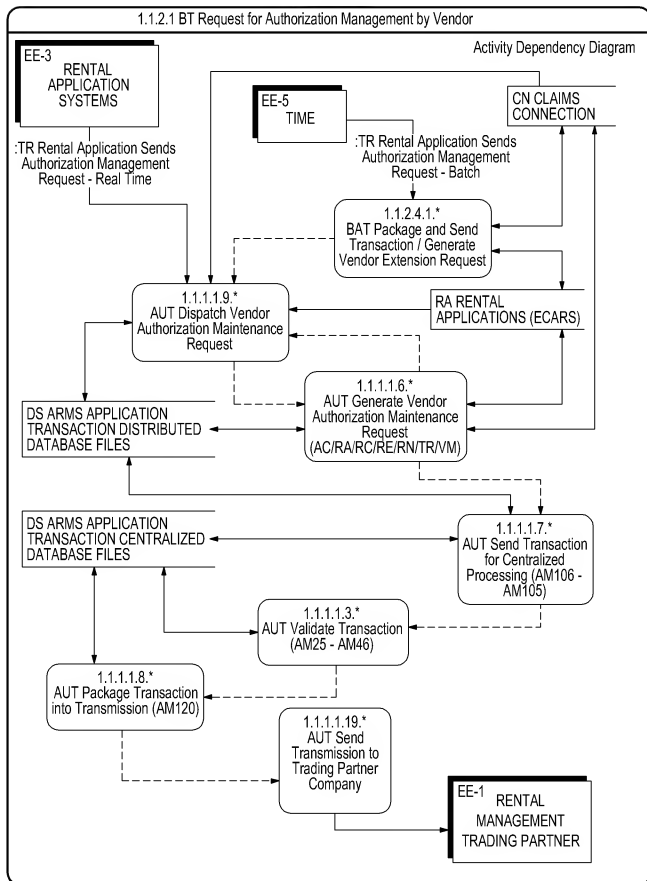 1.1.2.1 BT Request for Authorization Management by Vendor
Activity Dependency Diagram
EE-3
RENTAL
APPLICATION
SYSTEMS
EE-5
TIME
CN CLAIMS
CONNECTION
:TR Rental Application Sends
Authorization Management
Request - Real Time
:TR Rental Application Sends
Authorization Management
Request - Batch
1.1.2.4.1.*
BAT Package and Send
Transaction / Generate
Vendor Extension Request
1.1.1.1.9.*
AUT Dispatch Vendor
Authorization Maintenance
Request
RA RENTAL
APPLICATIONS (ECARS)
1.1.1.1.6.*
AUT Generate Vendor
Authorization Maintenance
Request
(AC/RA/RC/RE/RN/TR/VM)
DS ARMS APPLICATION
TRANSACTION DISTRIBUTED
DATABASE FILES
DS ARMS APPLICATION
TRANSACTION CENTRALIZED
DATABASE FILES
1.1.1.1.7.*
AUT Send Transaction
for Centralized
Processing (AM106 -
AM105)
1.1.1.1.3.*
AUT Validate Transaction
(AM25 - AM46)
1.1.1.1.8.*
AUT Package Transaction
into Transmission (AM120)
1.1.1.1.19.*
AUT Send
Transmission to
Trading Partner
Company
EE-1
RENTAL
MANAGEMENT
TRADING PARTNER